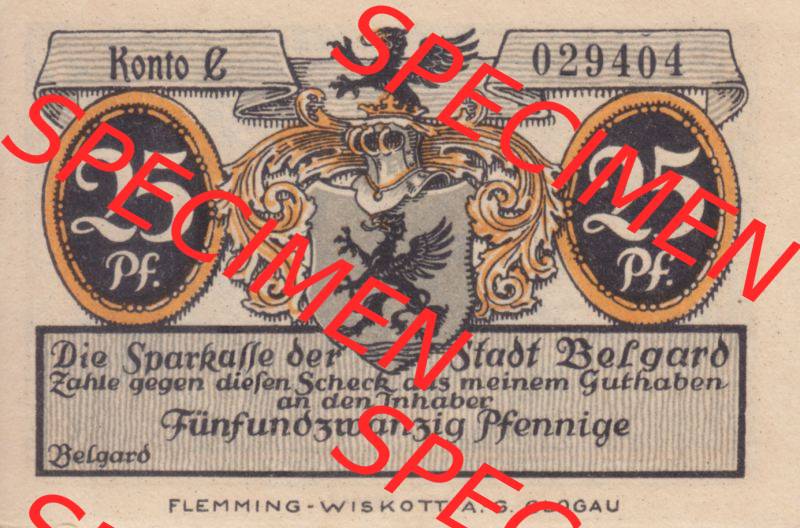 Konto C
029404
25
Pf.
25
Pf.
Die Sparkasse der Stadt Belgard
Zahle gegen diesen Scheck aus meinem Guthaben
an den Inhaber
Fünfundzwanzig Pfennige
Belgard
FLEMMING-WISKOTT A. G. GLOGAU
SPECIMEN
SPECIMEN
SPECIMEN